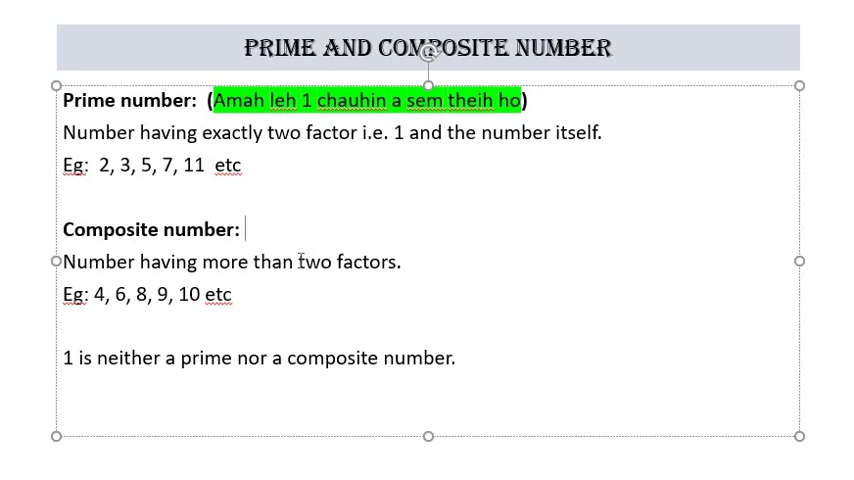 PRIME AND COMPOSITE NUMBER
Prime number: (Amah leh 1 chauhin a sem theih ho)
Number having exactly two factor i.e. 1 and the number itself.
Eg: 2, 3, 5, 7, 11 etc
Composite number:
Number having more than two factors.
Eg: 4, 6, 8, 9, 10 etc
1 is neither a prime nor a composite number.